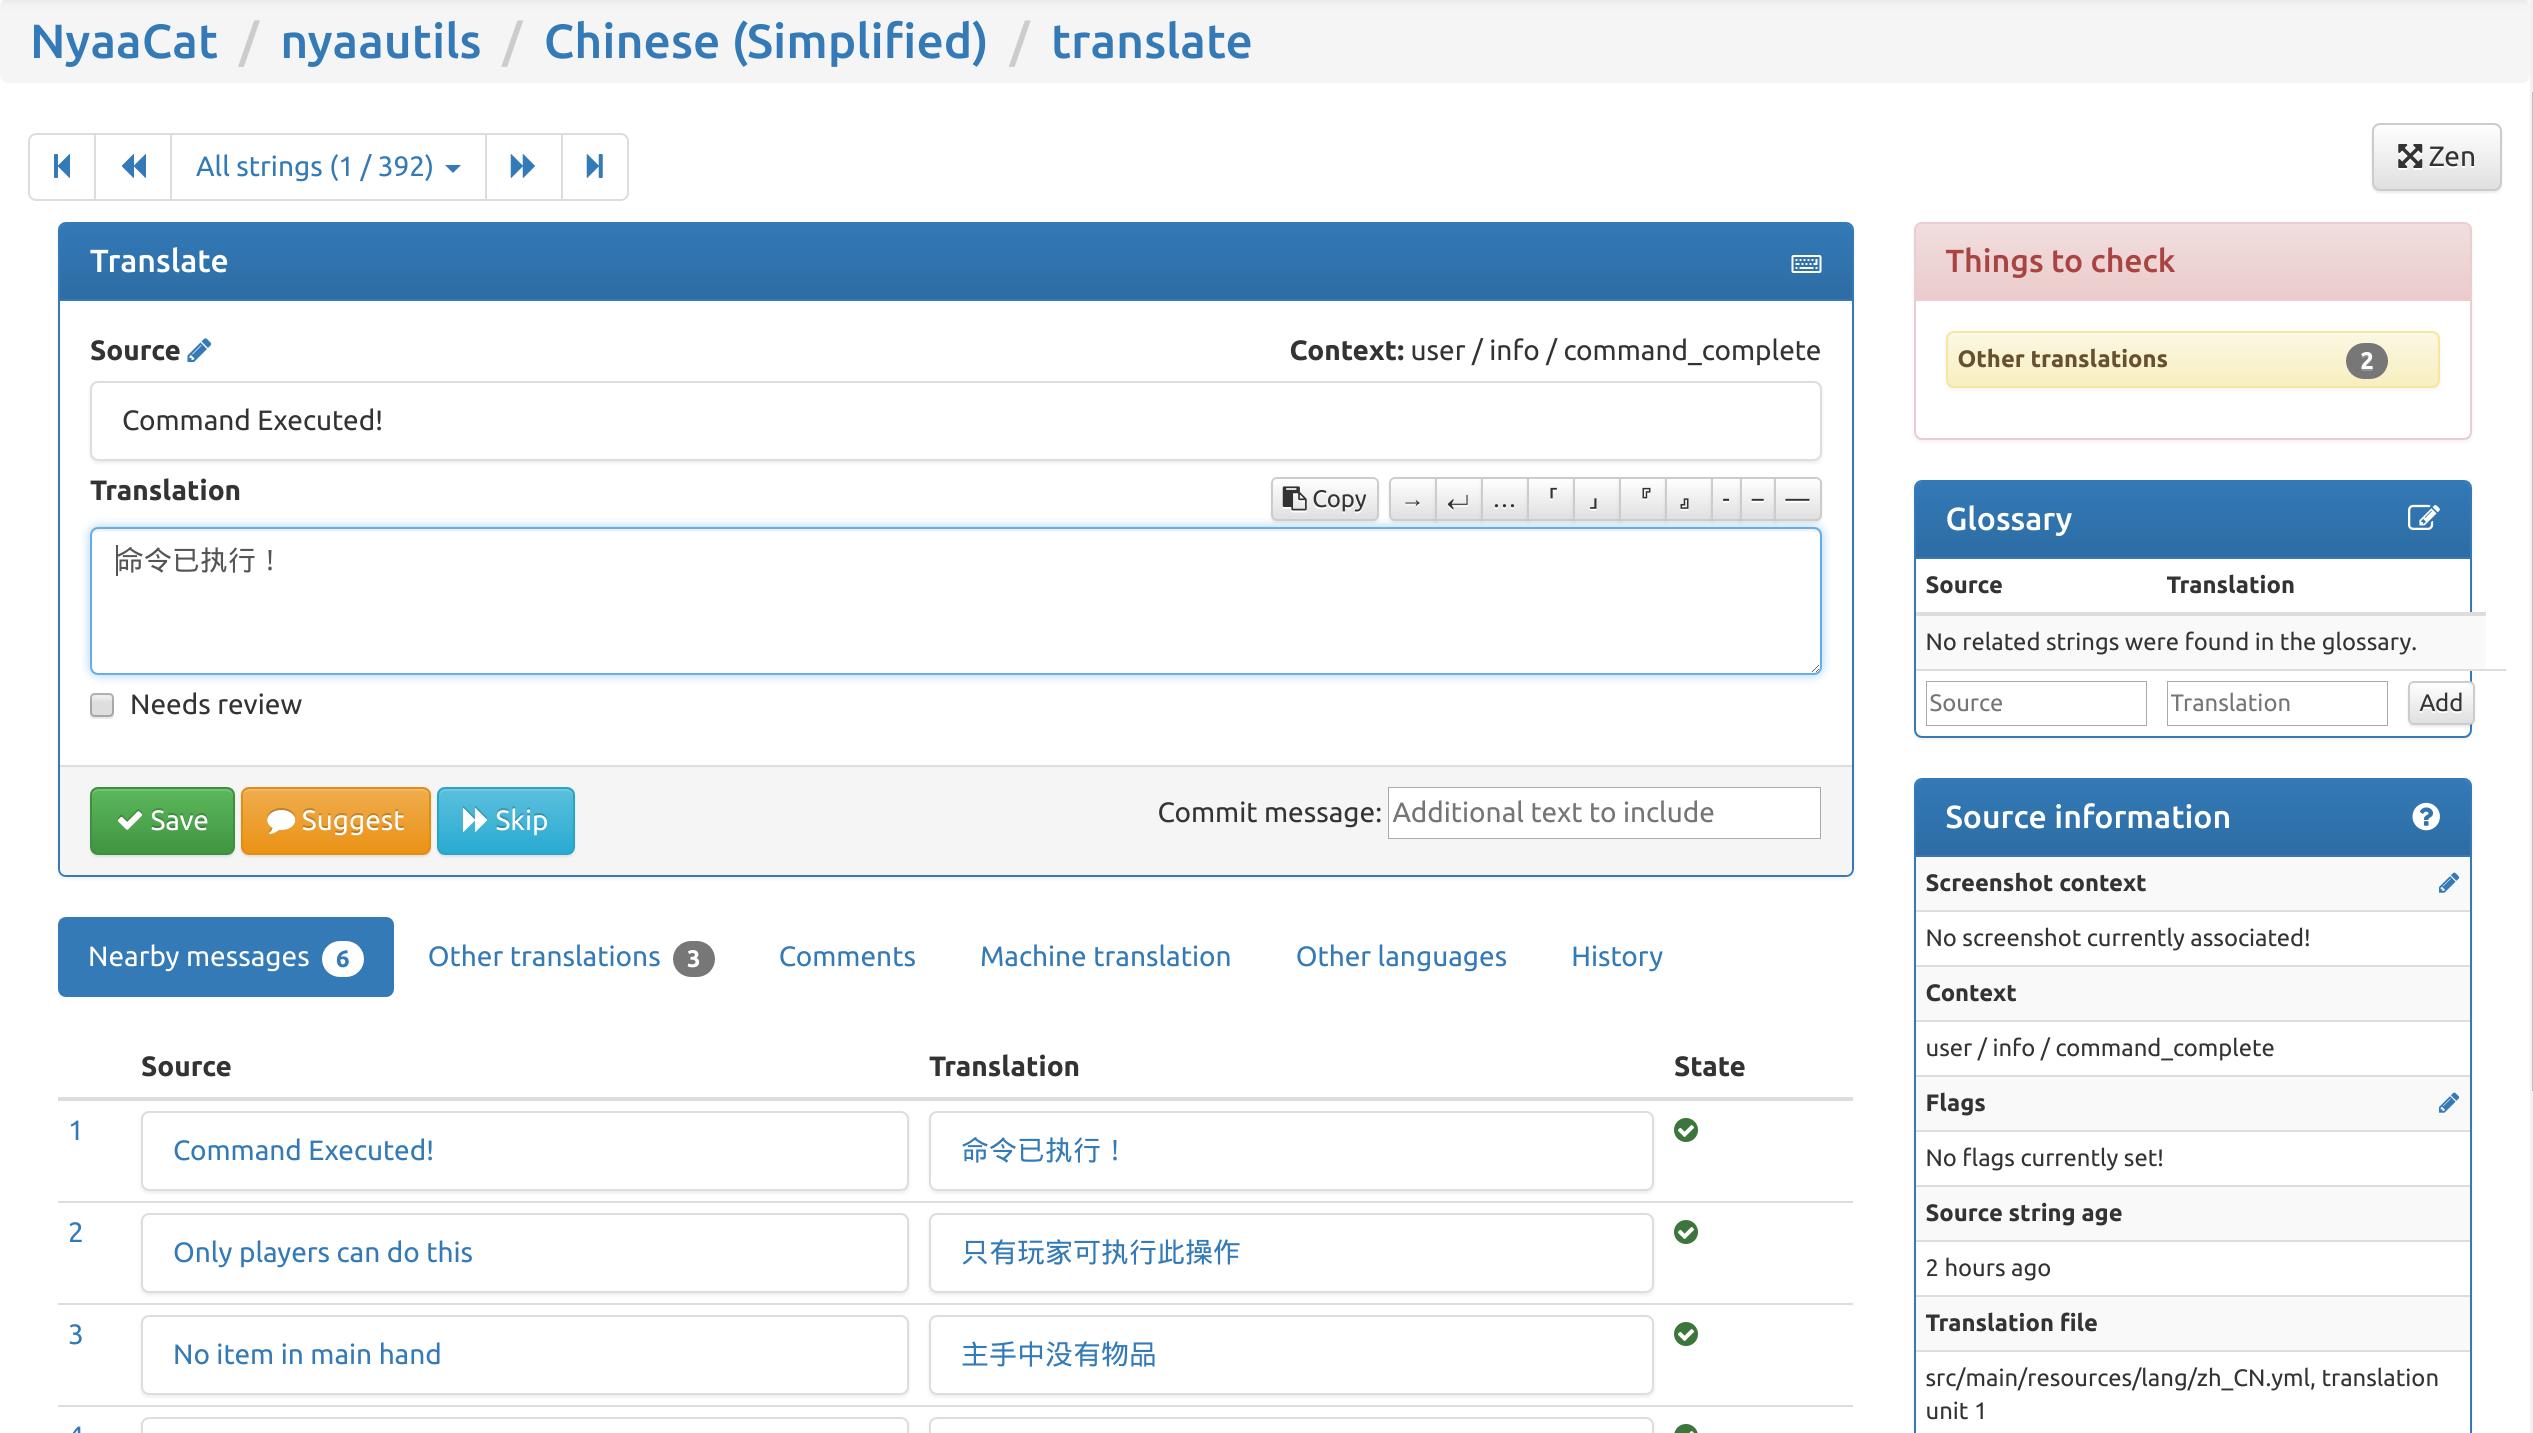 NyaaCat / nyaautils / Chinese (Simplified) / translate
All strings (1 / 392)
Zen
Translate
Source
Context: user / info / command_complete
Command Executed!
Translation
Copy → ↵ … 「 」 『 』 - – —
命令已执行！
Needs review
Save Suggest Skip
Commit message: Additional text to include
Nearby messages 6 Other translations 3 Comments Machine translation Other languages History
Source Translation State
1 Command Executed! 命令已执行！
2 Only players can do this 只有玩家可执行此操作
3 No item in main hand 主手中没有物品
Things to check
Other translations 2
Glossary
Source Translation
No related strings were found in the glossary.
Source Translation Add
Source information
Screenshot context
No screenshot currently associated!
Context
user / info / command_complete
Flags
No flags currently set!
Source string age
2 hours ago
Translation file
src/main/resources/lang/zh_CN.yml, translation
unit 1